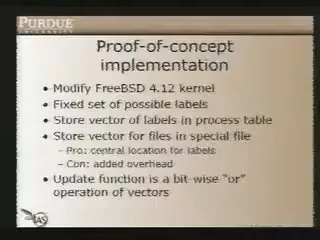 PURDUE
UNIVERSITY
Proof-of-concept
implementation
• Modify FreeBSD 4.12 kernel
• Fixed set of possible labels
• Store vector of labels in process table
• Store vector for files in special file
– Pro: central location for labels
– Con: added overhead
• Update function is a bit-wise "or"
operation of vectors
IAS